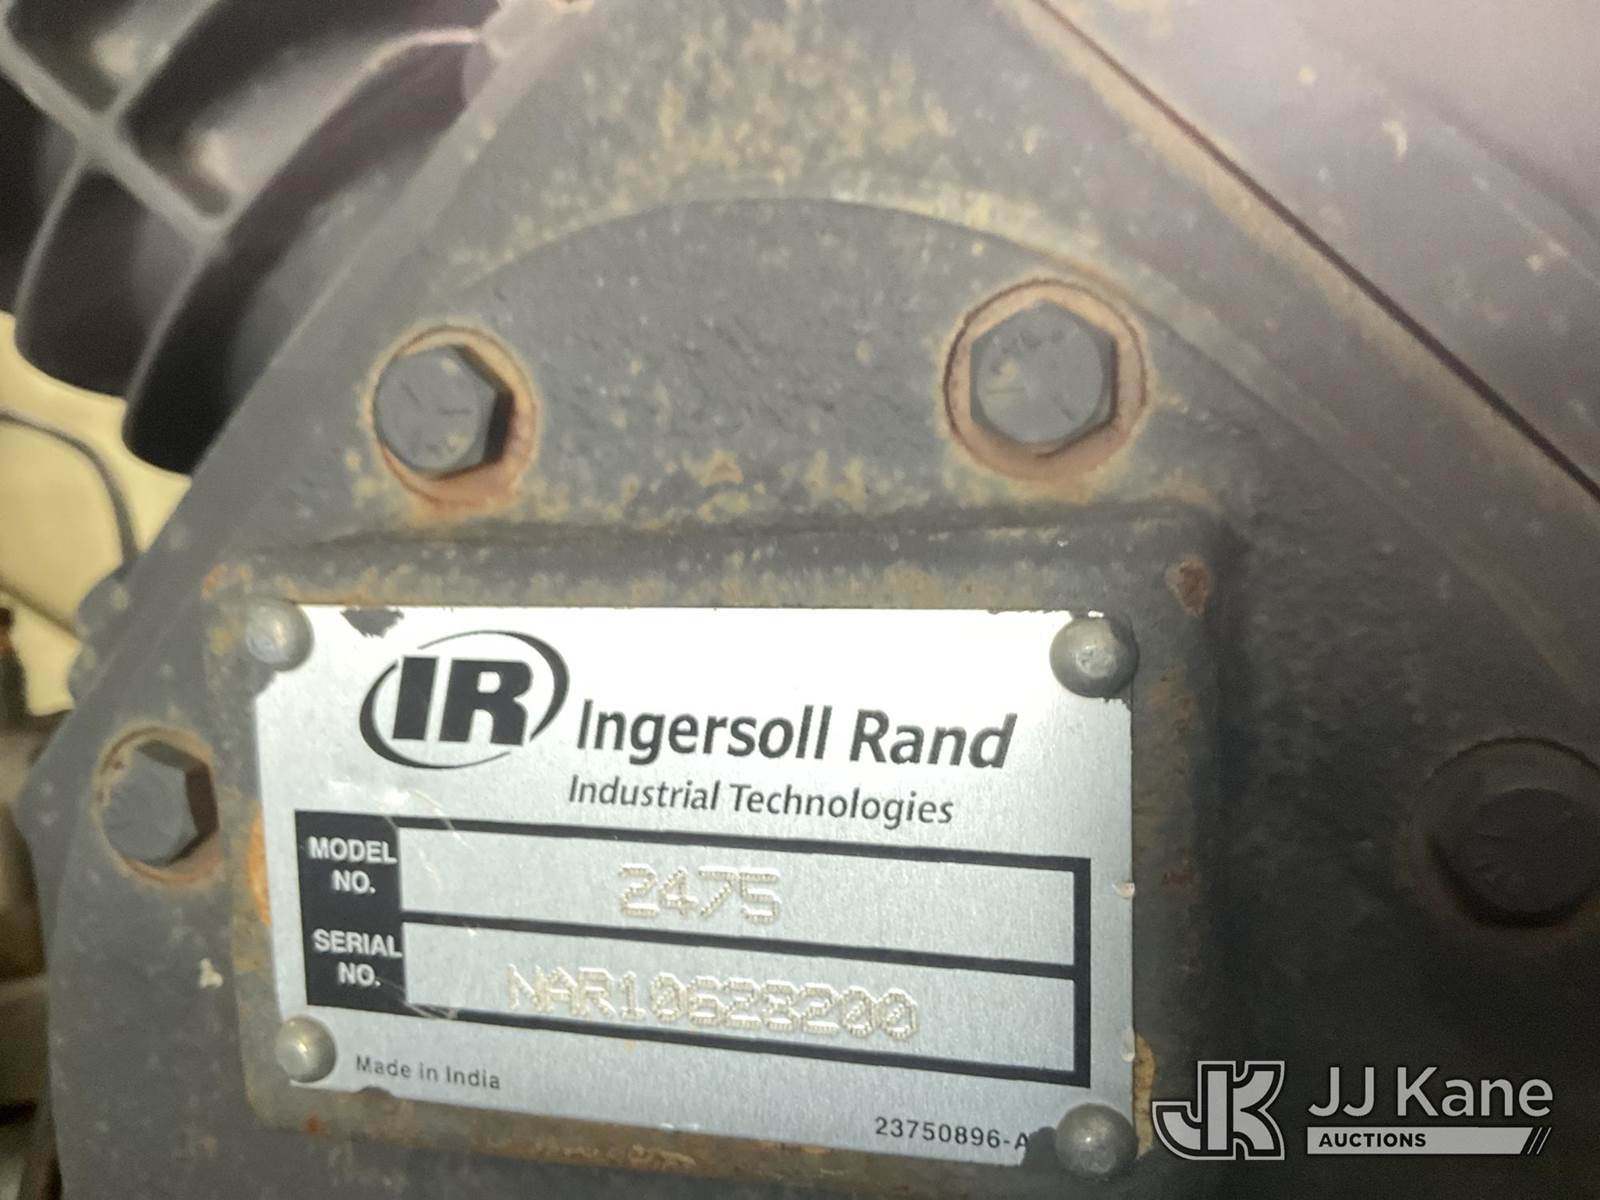 IR Ingersoll Rand
Industrial Technologies
MODEL NO. 2475
SERIAL NO. NAR10628200
Made in India
23750896-A
JK JJ Kane
AUCTIONS